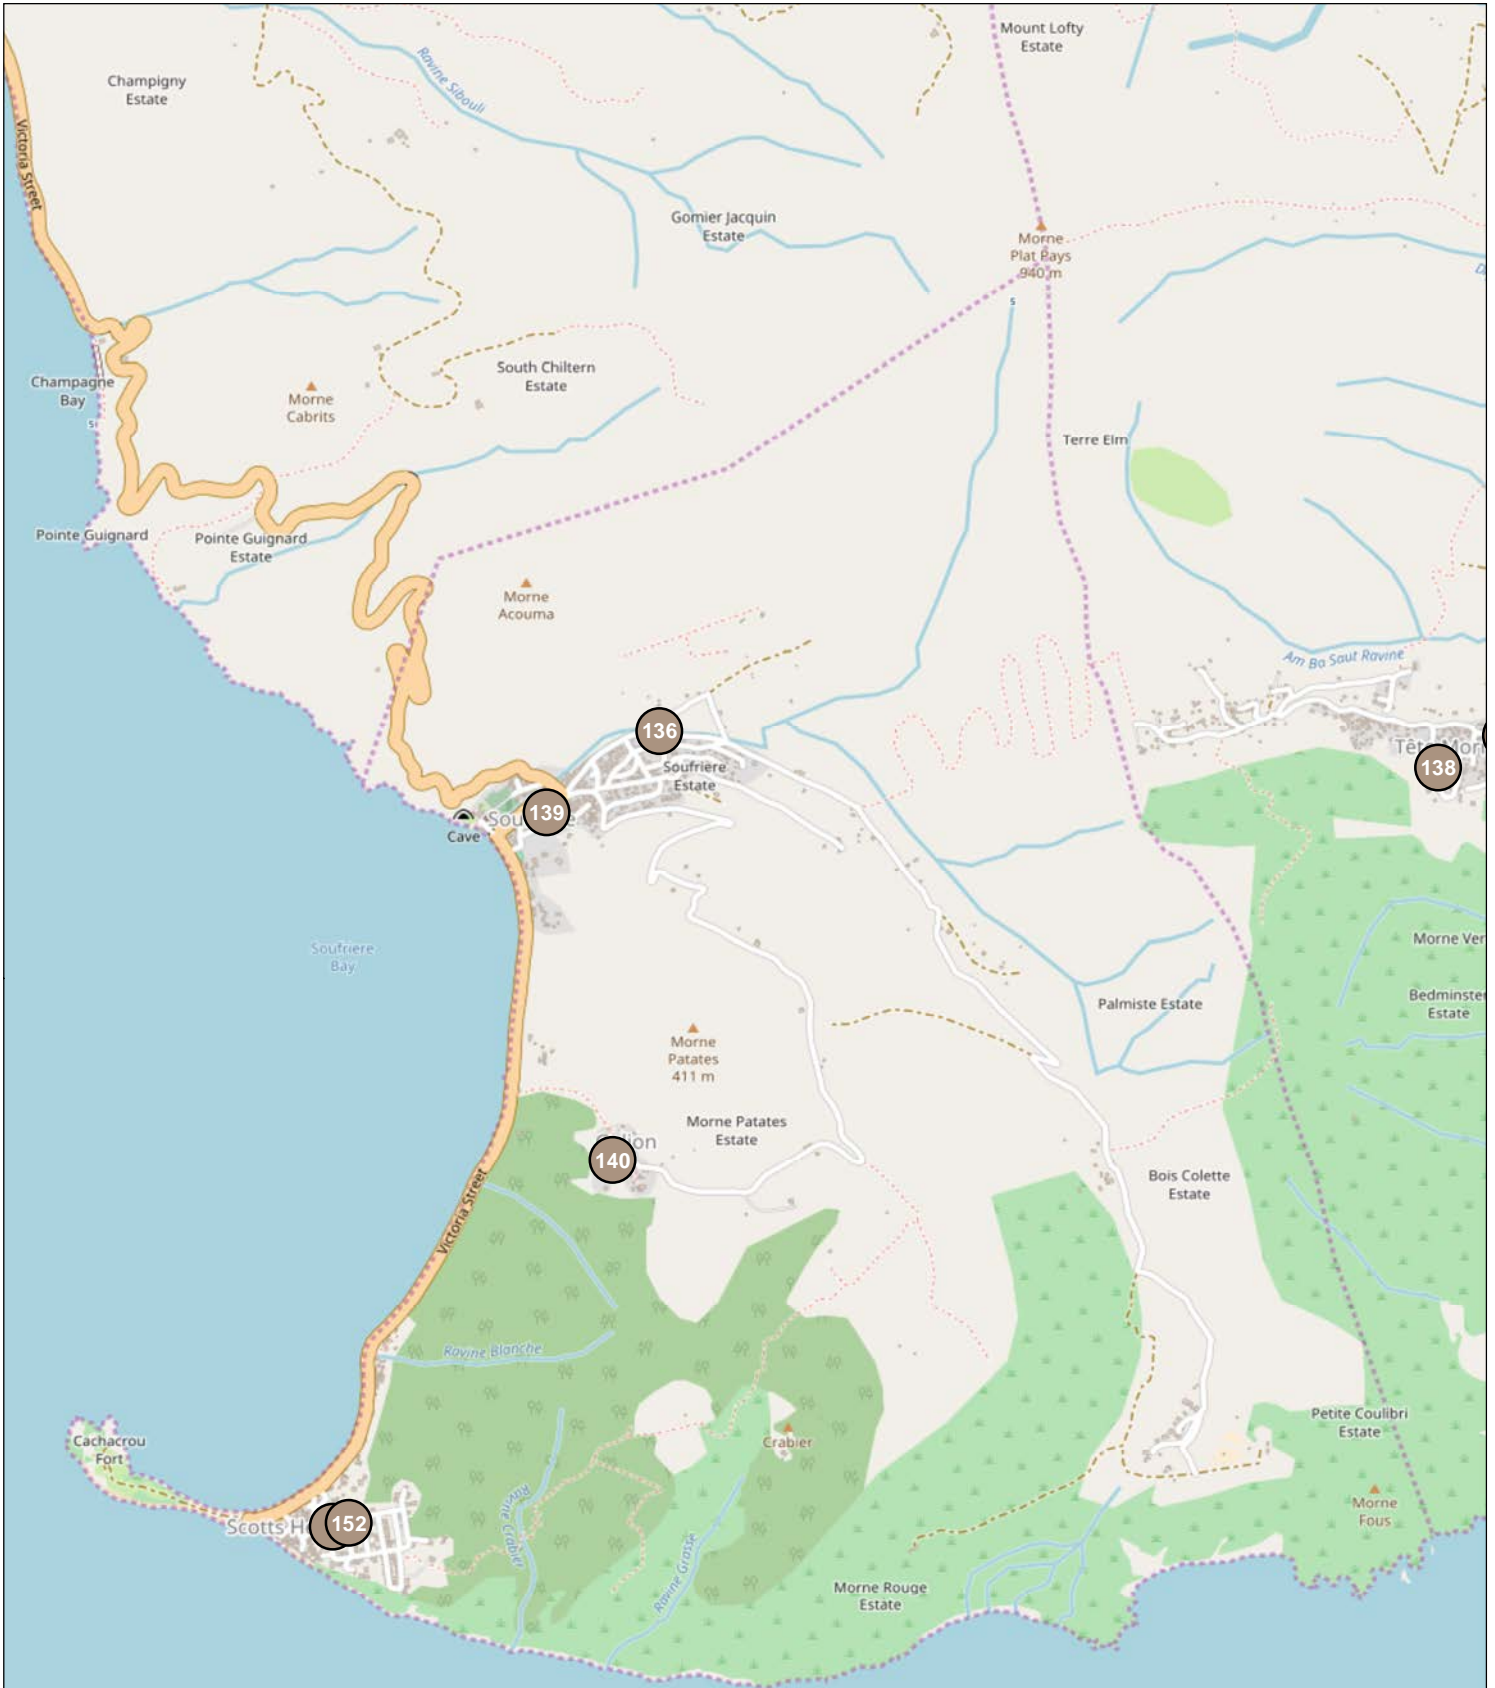 Mount Lofty
Estate
Champigny
Estate
Ravine Sibouli
Victoria Street
Gomier Jacquin
Estate
Morne
Plat Pays
940 m
s
Champagne
Bay
s
Morne
Cabrits
South Chiltern
Estate
Terre Elm
Pointe Guignard
Pointe Guignard
Estate
Morne
Acouma
Am Ba Saut Ravine
136
Soufriere
Estate
138
139
Cave
Soufriere
Bay
Morne
Bedminster
Estate
Palmiste Estate
Morne
Patates
411 m
Morne Patates
Estate
140
Bois Colette
Estate
Victoria Street
Ravine Blanche
Cachacrou
Fort
Crabier
Petite Coulibri
Estate
Scotts
152
Ravine Crabier
Ravine Grasse
Morne
Fous
Morne Rouge
Estate